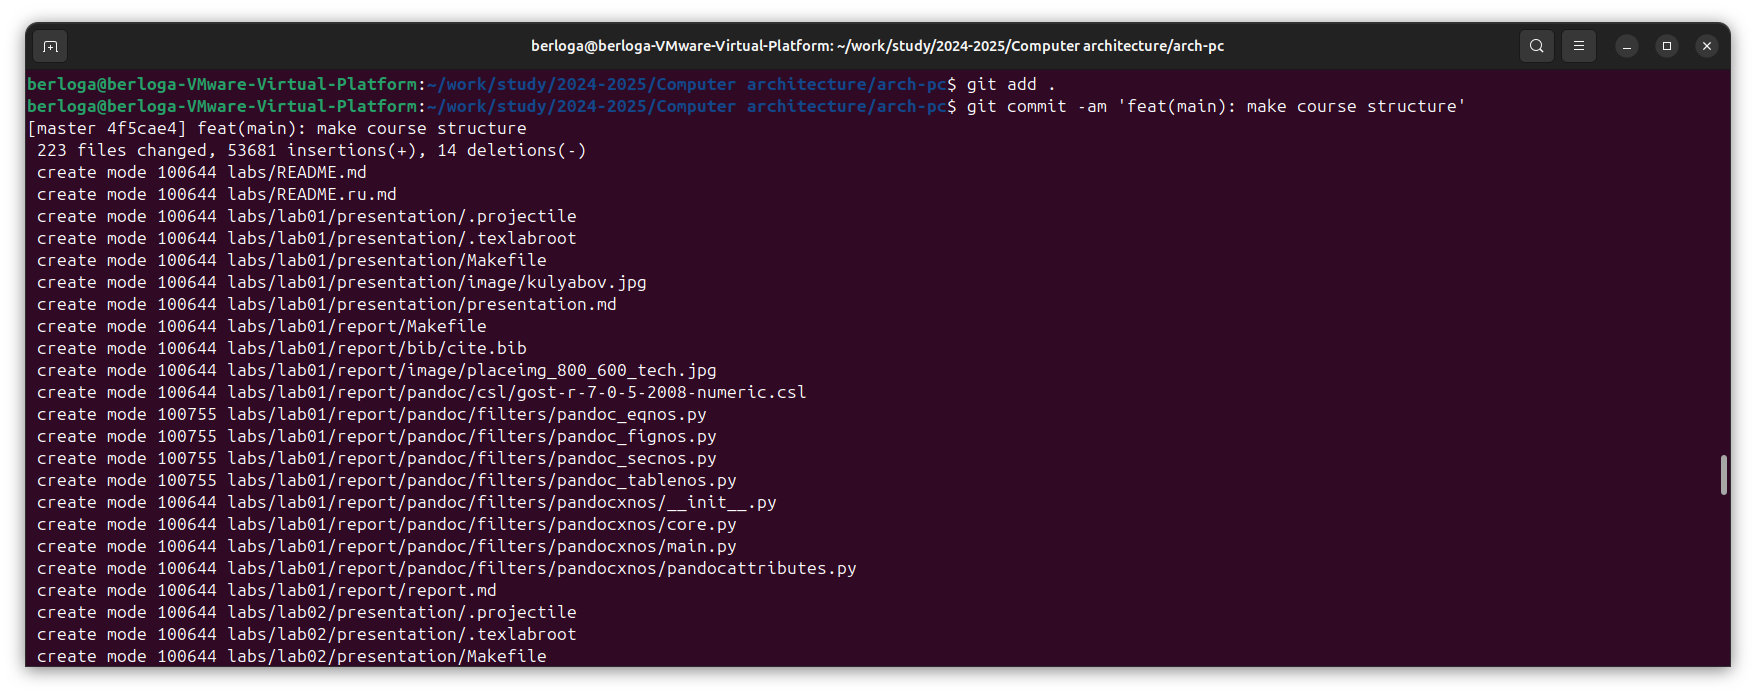 berloga@berloga-VMware-Virtual-Platform: ~/work/study/2024-2025/Computer architecture/arch-pc
berloga@berloga-VMware-Virtual-Platform:~/work/study/2024-2025/Computer architecture/arch-pc$ git add .
berloga@berloga-VMware-Virtual-Platform:~/work/study/2024-2025/Computer architecture/arch-pc$ git commit -am 'feat(main): make course structure'
[master 4f5cae4] feat(main): make course structure
 223 files changed, 53681 insertions(+), 14 deletions(-)
 create mode 100644 labs/README.md
 create mode 100644 labs/README.ru.md
 create mode 100644 labs/lab01/presentation/.projectile
 create mode 100644 labs/lab01/presentation/.texlabroot
 create mode 100644 labs/lab01/presentation/Makefile
 create mode 100644 labs/lab01/presentation/image/kulyabov.jpg
 create mode 100644 labs/lab01/presentation/presentation.md
 create mode 100644 labs/lab01/report/Makefile
 create mode 100644 labs/lab01/report/bib/cite.bib
 create mode 100644 labs/lab01/report/image/placeimg_800_600_tech.jpg
 create mode 100644 labs/lab01/report/pandoc/csl/gost-r-7-0-5-2008-numeric.csl
 create mode 100755 labs/lab01/report/pandoc/filters/pandoc_eqnos.py
 create mode 100755 labs/lab01/report/pandoc/filters/pandoc_fignos.py
 create mode 100755 labs/lab01/report/pandoc/filters/pandoc_secnos.py
 create mode 100755 labs/lab01/report/pandoc/filters/pandoc_tablenos.py
 create mode 100644 labs/lab01/report/pandoc/filters/pandocxnos/__init__.py
 create mode 100644 labs/lab01/report/pandoc/filters/pandocxnos/core.py
 create mode 100644 labs/lab01/report/pandoc/filters/pandocxnos/main.py
 create mode 100644 labs/lab01/report/pandoc/filters/pandocxnos/pandocattributes.py
 create mode 100644 labs/lab01/report/report.md
 create mode 100644 labs/lab02/presentation/.projectile
 create mode 100644 labs/lab02/presentation/.texlabroot
 create mode 100644 labs/lab02/presentation/Makefile